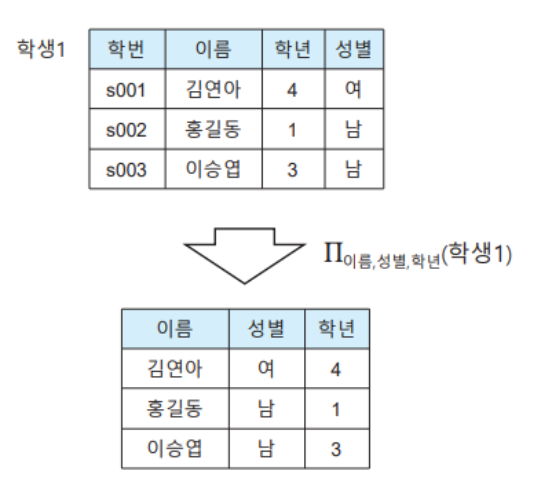 학생1 학번 이름 학년 성별
s001 김연아 4 여
s002 홍길동 1 남
s003 이승엽 3 남
Π이름,성별,학년(학생1)
이름 성별 학년
김연아 여 4
홍길동 남 1
이승엽 남 3